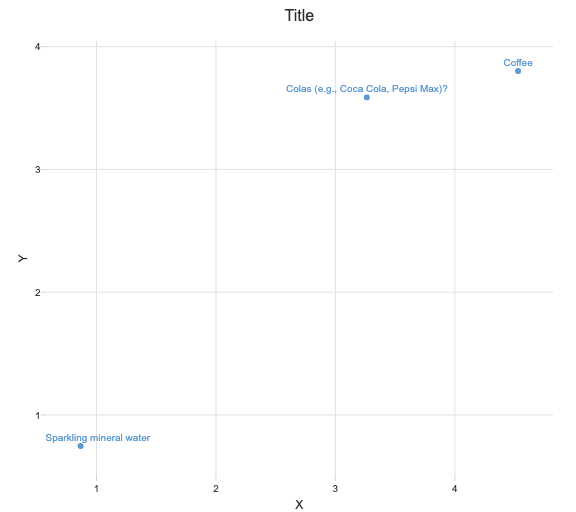 Title
4
Coffee
Colas (e.g., Coca Cola, Pepsi Max)?
3
Y
2
1
Sparkling mineral water
1 2 3 4
X